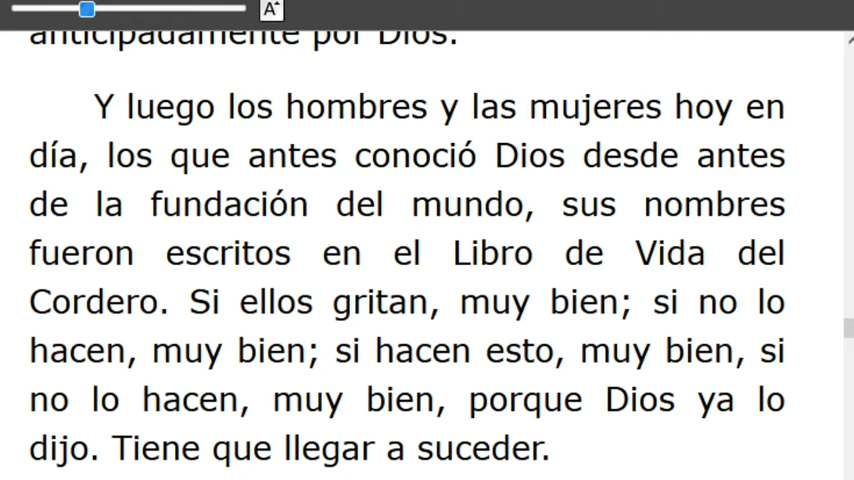 A
anticipadamente por Dios.
Y luego los hombres y las mujeres hoy en
día, los que antes conoció Dios desde antes
de la fundación del mundo, sus nombres
fueron escritos en el Libro de Vida del
Cordero. Si ellos gritan, muy bien; si no lo
hacen, muy bien; si hacen esto, muy bien, si
no lo hacen, muy bien, porque Dios ya lo
dijo. Tiene que llegar a suceder.